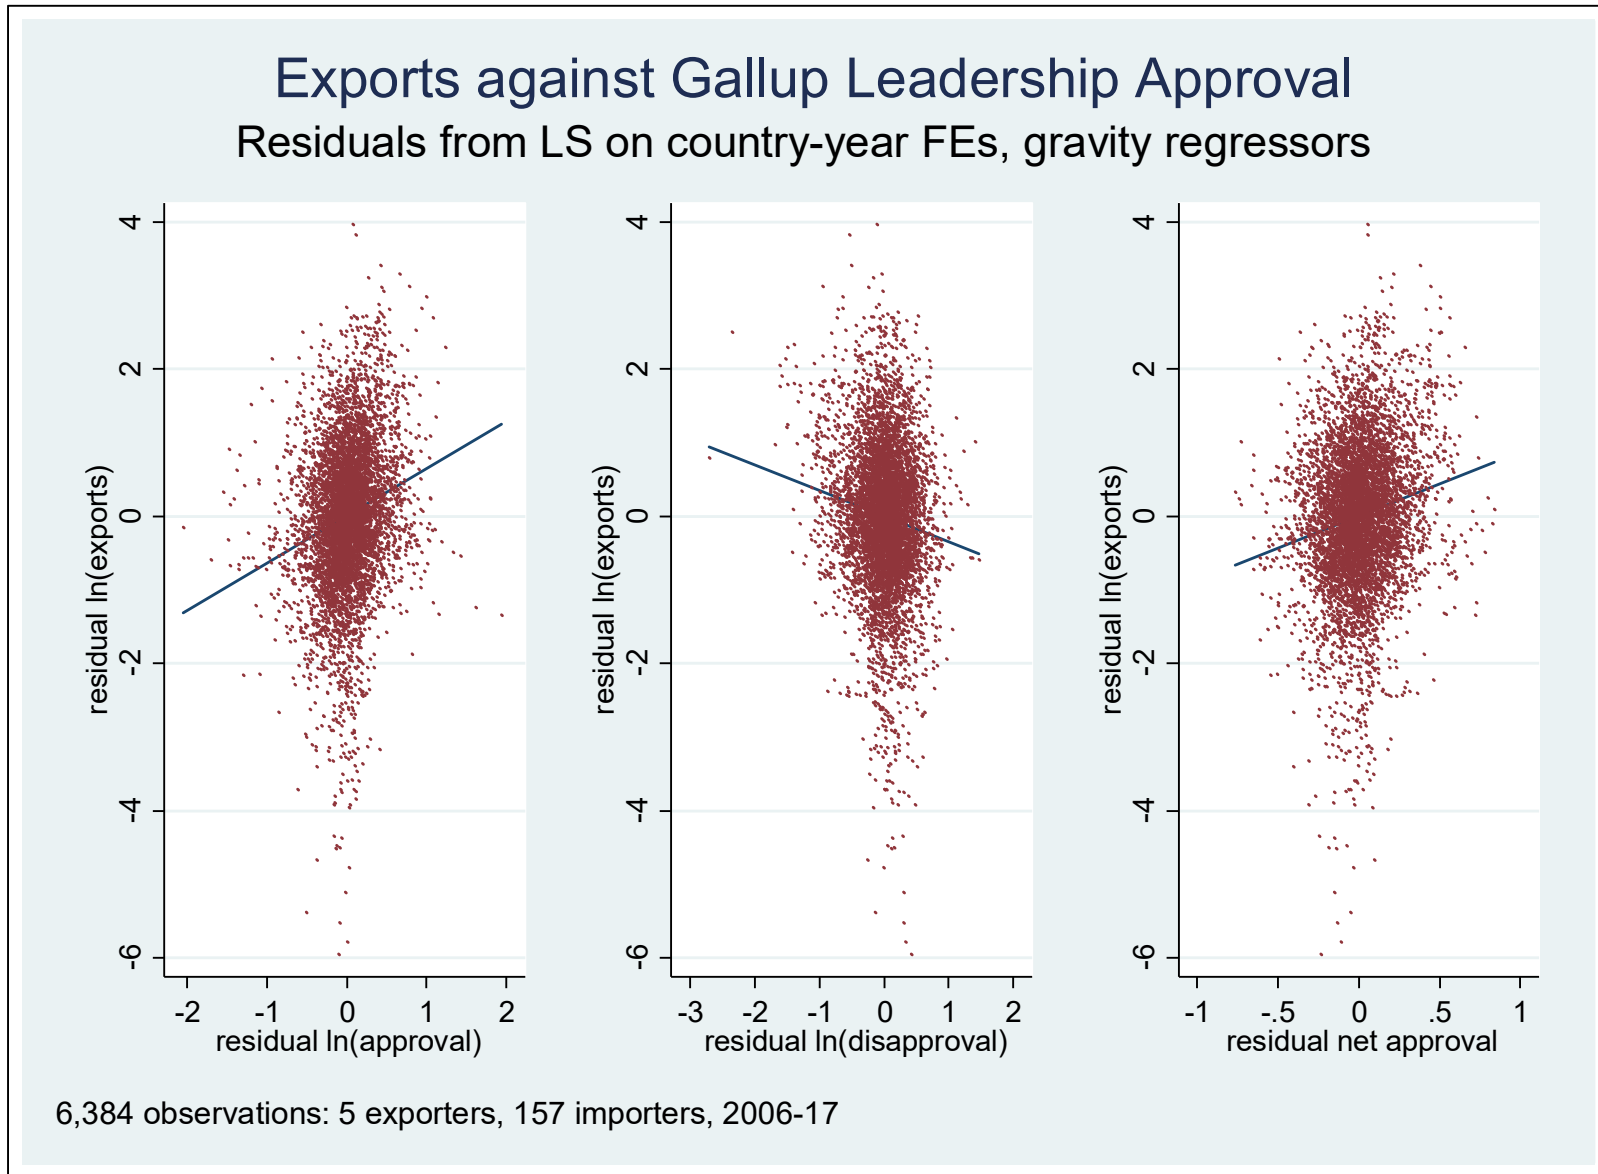 Exports against Gallup Leadership Approval
Residuals from LS on country-year FEs, gravity regressors
residual ln(exports)
4
2
0
-2
-4
-6
-2 -1 0 1 2
residual ln(approval)
residual ln(exports)
4
2
0
-2
-4
-6
-3 -2 -1 0 1 2
residual ln(disapproval)
residual ln(exports)
4
2
0
-2
-4
-6
-1 -.5 0 .5 1
residual net approval
6,384 observations: 5 exporters, 157 importers, 2006-17